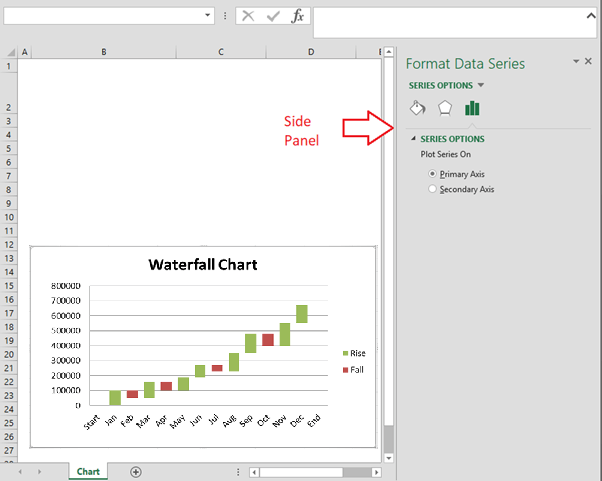 fx
A B C D E
Format Data Series
SERIES OPTIONS
SERIES OPTIONS
Plot Series On
Primary Axis
Secondary Axis
Side
Panel
1
2
3
4
5
6
7
8
9
10
11
12
13
14
15
16
17
18
19
20
21
22
23
24
25
26
27
28
Waterfall Chart
800000
700000
600000
500000
400000
300000
200000
100000
0
Start Jan Feb Mar Apr May Jun Jul Aug Sep Oct Nov Dec End
Rise
Fall
Chart